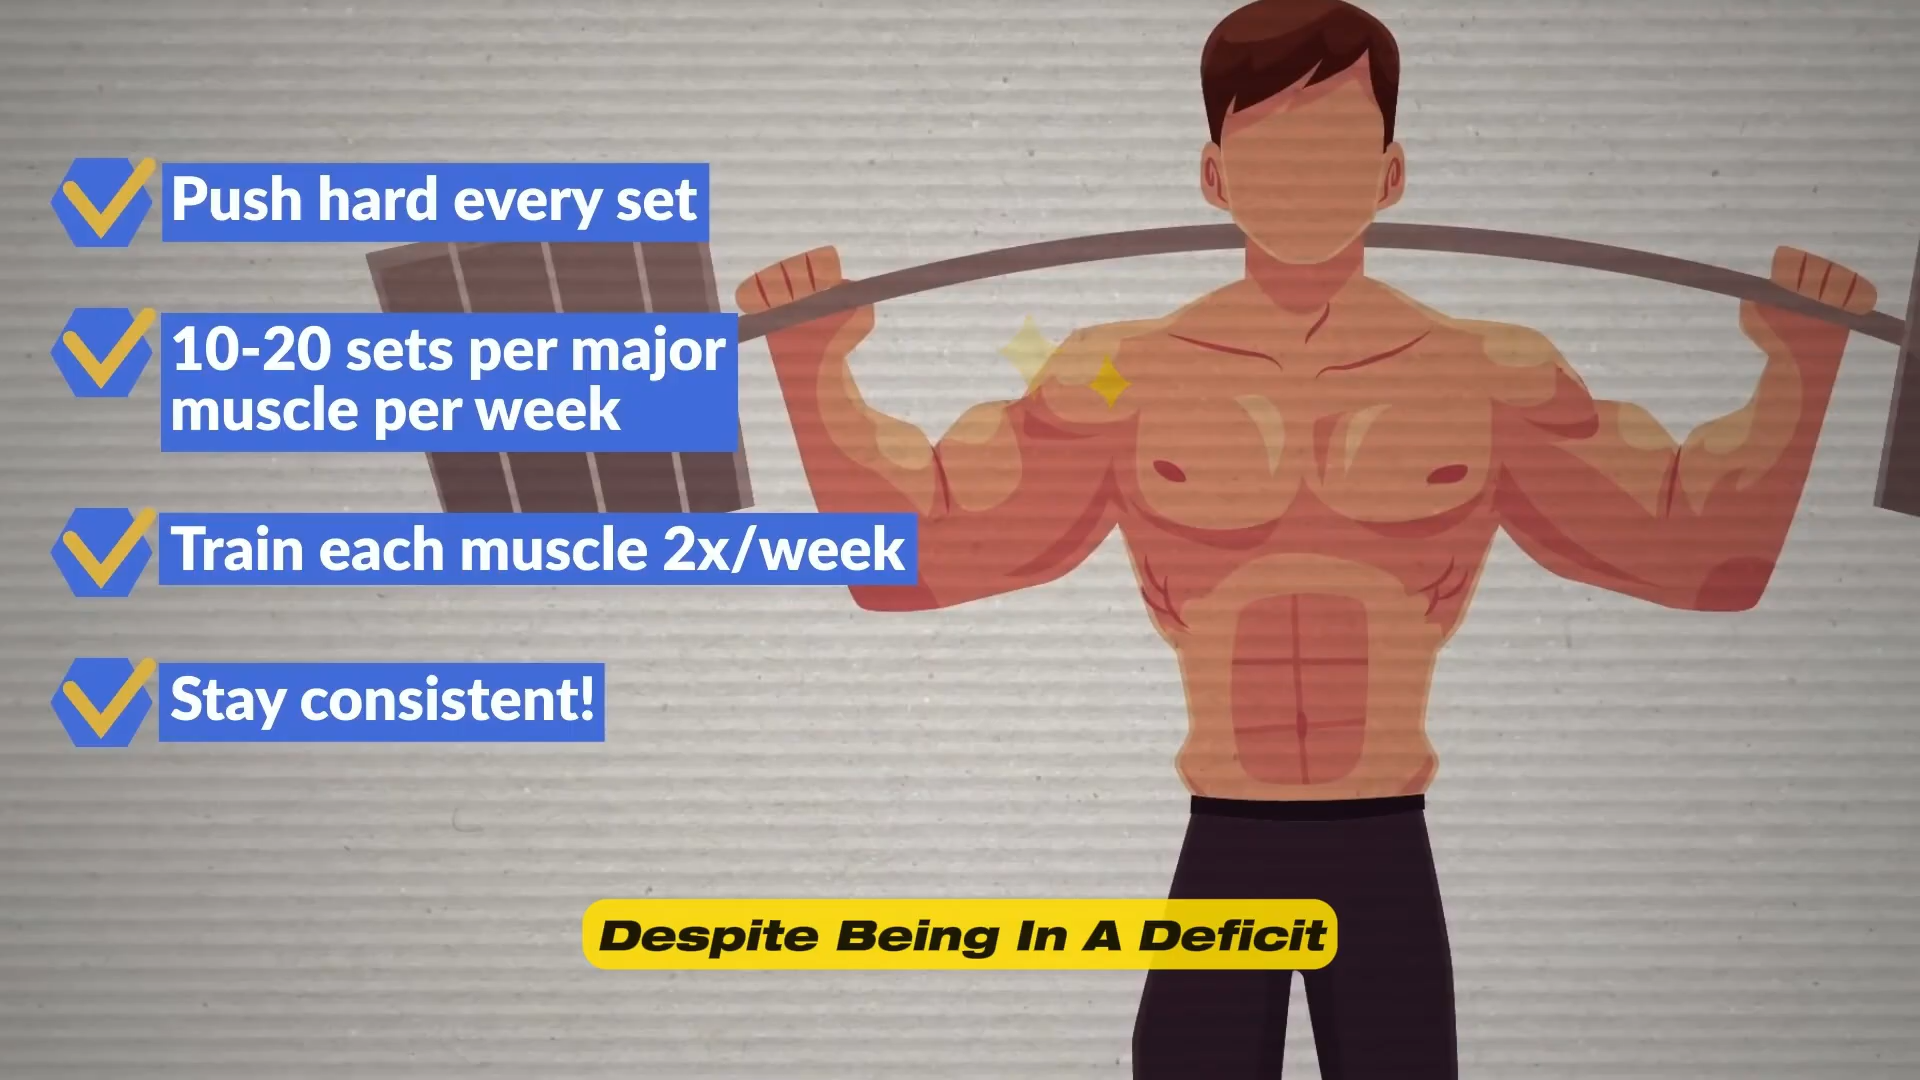 Push hard every set
10-20 sets per major
muscle per week
Train each muscle 2x/week
Stay consistent!
Despite Being In A Deficit